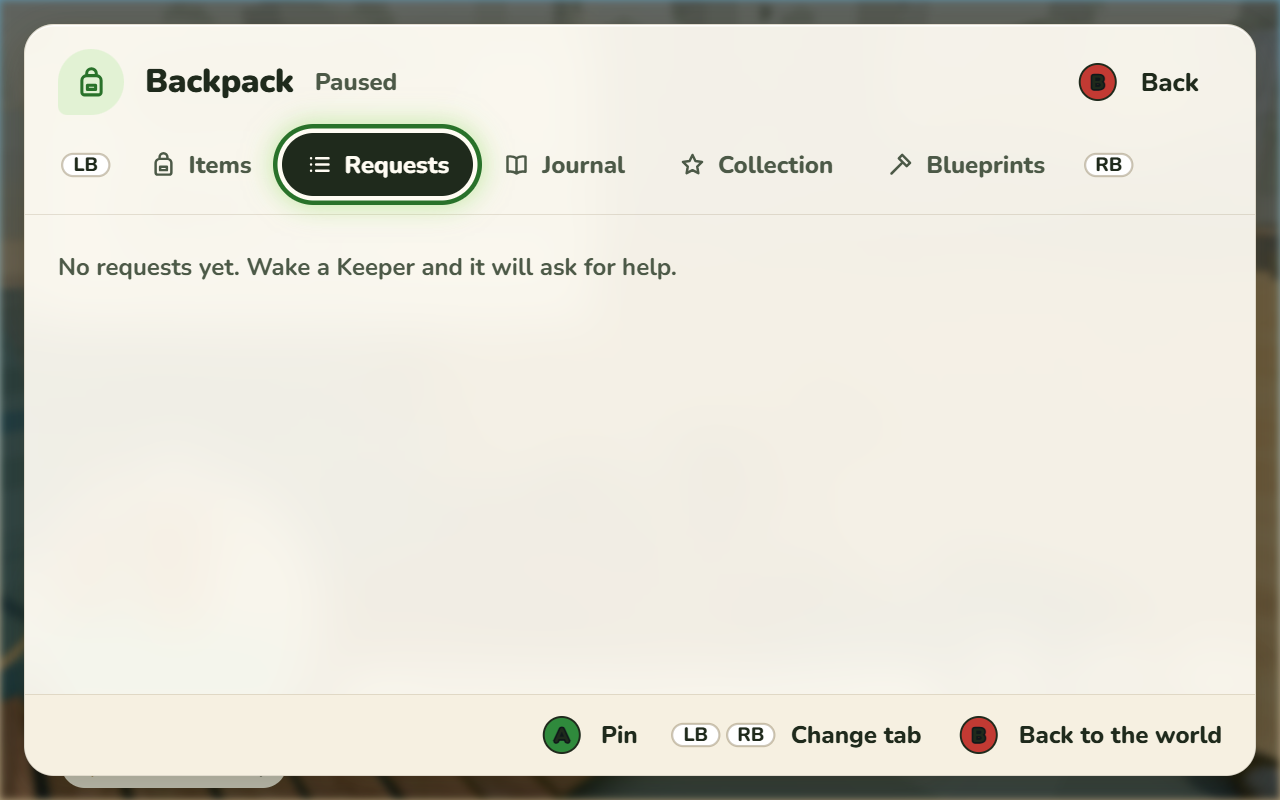 Backpack Paused
B Back
LB Items Requests Journal Collection Blueprints RB
No requests yet. Wake a Keeper and it will ask for help.
A Pin LB RB Change tab B Back to the world